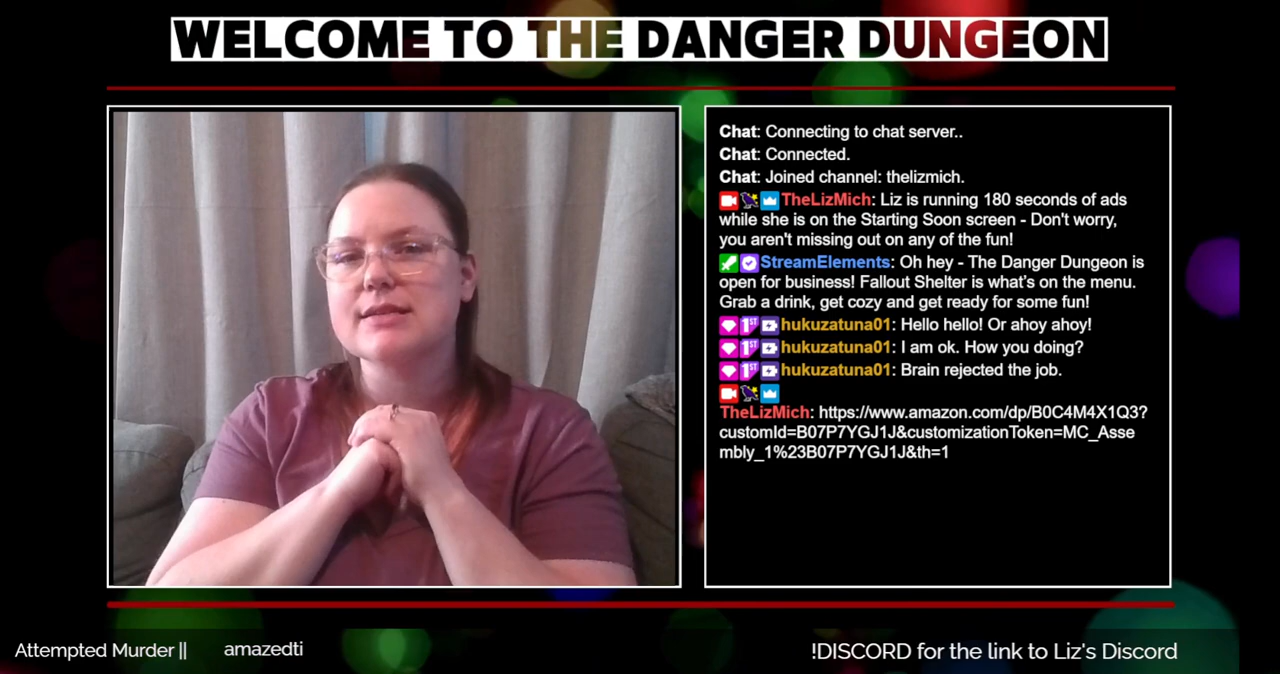 WELCOME TO THE DANGER DUNGEON
Chat: Connecting to chat server..
Chat: Connected.
Chat: Joined channel: thelizmich.
TheLizMich: Liz is running 180 seconds of ads
while she is on the Starting Soon screen - Don't worry,
you aren't missing out on any of the fun!
StreamElements: Oh hey - The Danger Dungeon is
open for business! Fallout Shelter is what's on the menu.
Grab a drink, get cozy and get ready for some fun!
1ST hukuzatuna01: Hello hello! Or ahoy ahoy!
1ST hukuzatuna01: I am ok. How you doing?
1ST hukuzatuna01: Brain rejected the job.
TheLizMich: https://www.amazon.com/dp/B0C4M4X1Q3?
customId=B07P7YGJ1J&customizationToken=MC_Asse
mbly_1%23B07P7YGJ1J&th=1
Attempted Murder || amazedti
!DISCORD for the link to Liz's Discord